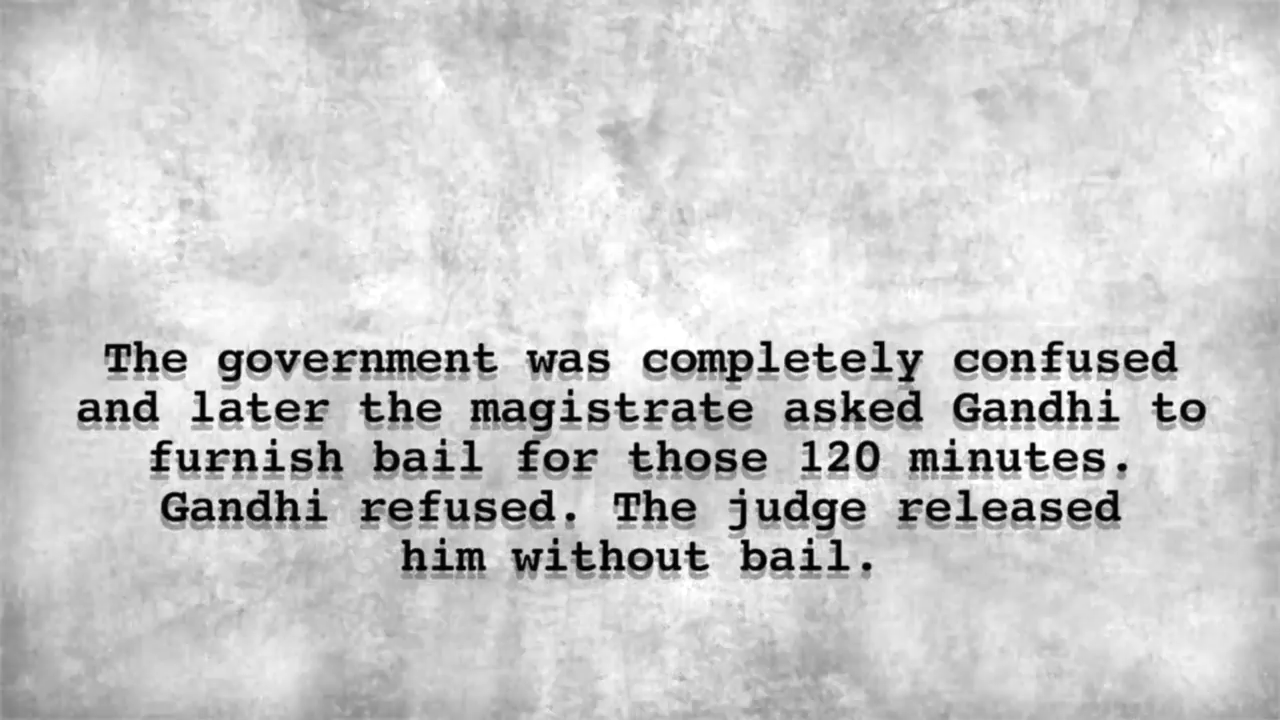 The government was completely confused
and later the magistrate asked Gandhi to
furnish bail for those 120 minutes.
Gandhi refused. The judge released
him without bail.